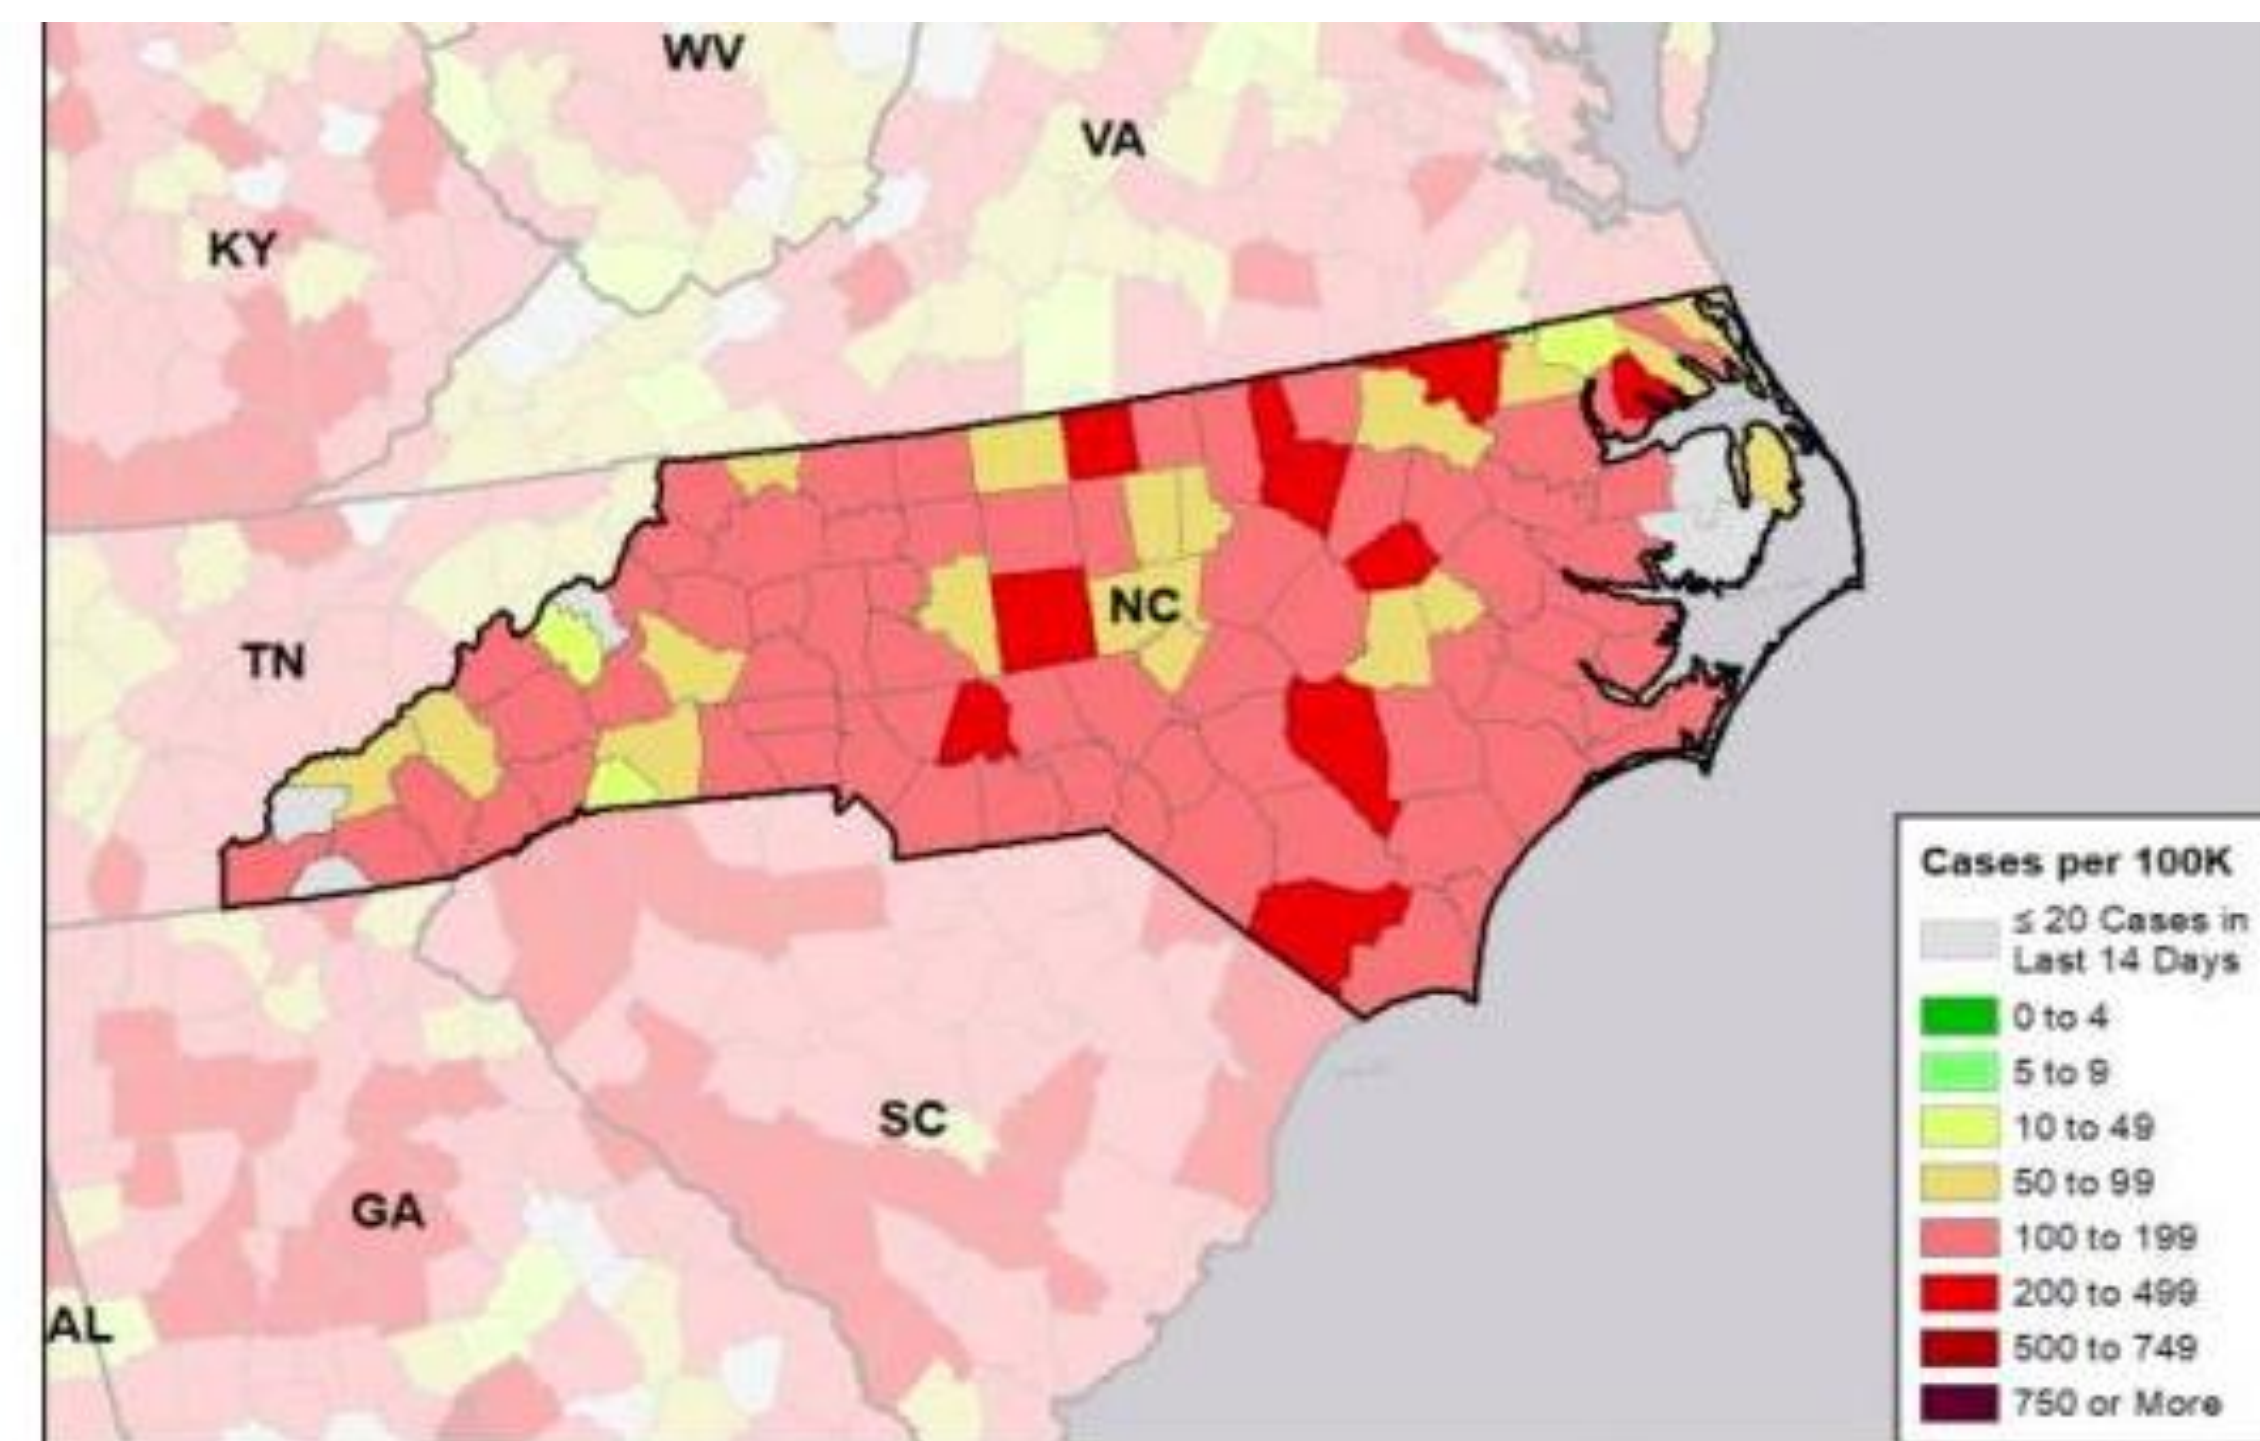 WV
VA
KY
NC
TN
SC
GA
AL
Cases per 100K
≤ 20 Cases in
Last 14 Days
0 to 4
5 to 9
10 to 49
50 to 99
100 to 199
200 to 499
500 to 749
750 or More